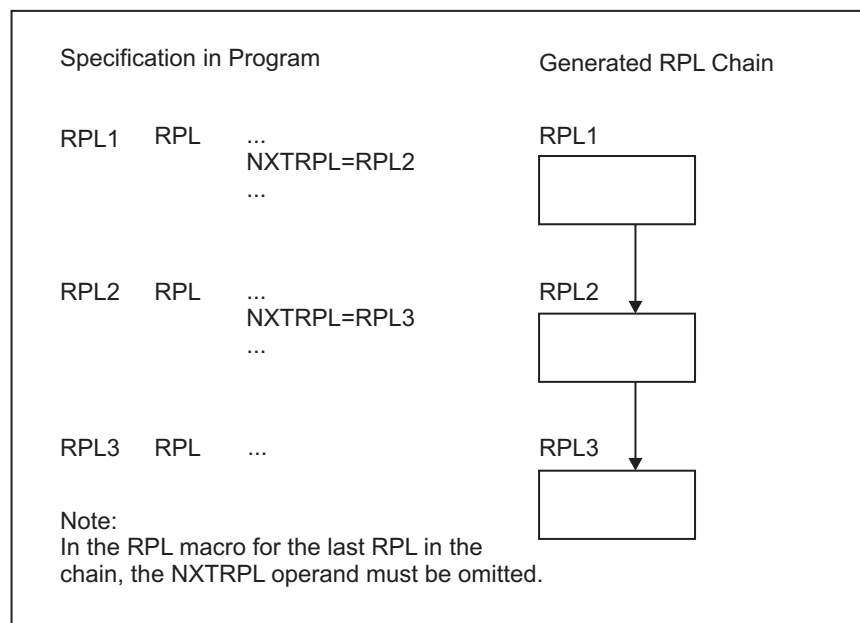 Specification in Program
Generated RPL Chain
RPL1 RPL ...
NXTRPL=RPL2
...
RPL1
RPL2 RPL ...
NXTRPL=RPL3
...
RPL2
RPL3 RPL ...
RPL3
Note:
In the RPL macro for the last RPL in the
chain, the NXTRPL operand must be omitted.